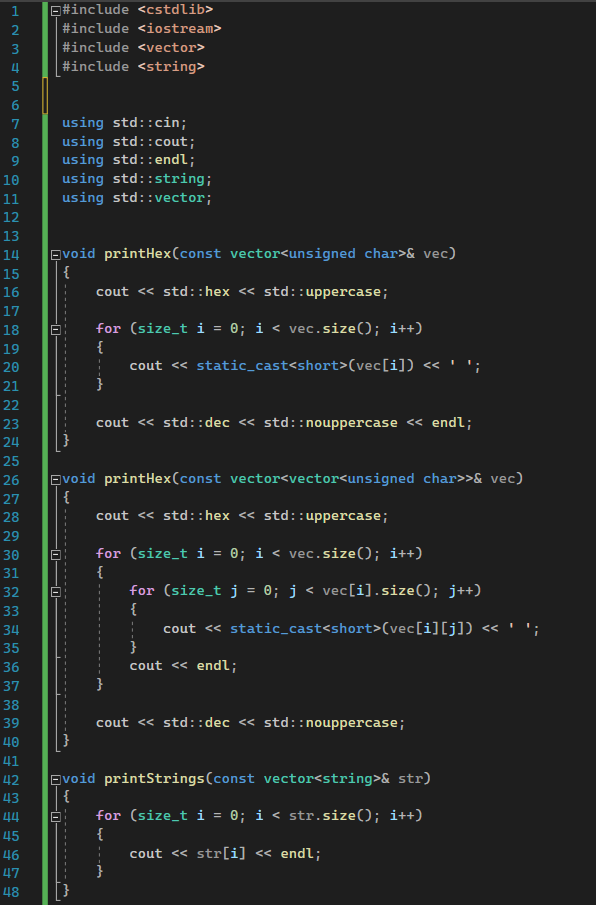 1 #include <cstdlib>
2 #include <iostream>
3 #include <vector>
4 #include <string>
5
6
7 using std::cin;
8 using std::cout;
9 using std::endl;
10 using std::string;
11 using std::vector;
12
13
14 void printHex(const vector<unsigned char>& vec)
15 {
16     cout << std::hex << std::uppercase;
17
18     for (size_t i = 0; i < vec.size(); i++)
19     {
20         cout << static_cast<short>(vec[i]) << ' ';
21     }
22
23     cout << std::dec << std::nouppercase << endl;
24 }
25
26 void printHex(const vector<vector<unsigned char>>& vec)
27 {
28     cout << std::hex << std::uppercase;
29
30     for (size_t i = 0; i < vec.size(); i++)
31     {
32         for (size_t j = 0; j < vec[i].size(); j++)
33         {
34             cout << static_cast<short>(vec[i][j]) << ' ';
35         }
36         cout << endl;
37     }
38
39     cout << std::dec << std::nouppercase;
40 }
41
42 void printStrings(const vector<string>& str)
43 {
44     for (size_t i = 0; i < str.size(); i++)
45     {
46         cout << str[i] << endl;
47     }
48 }